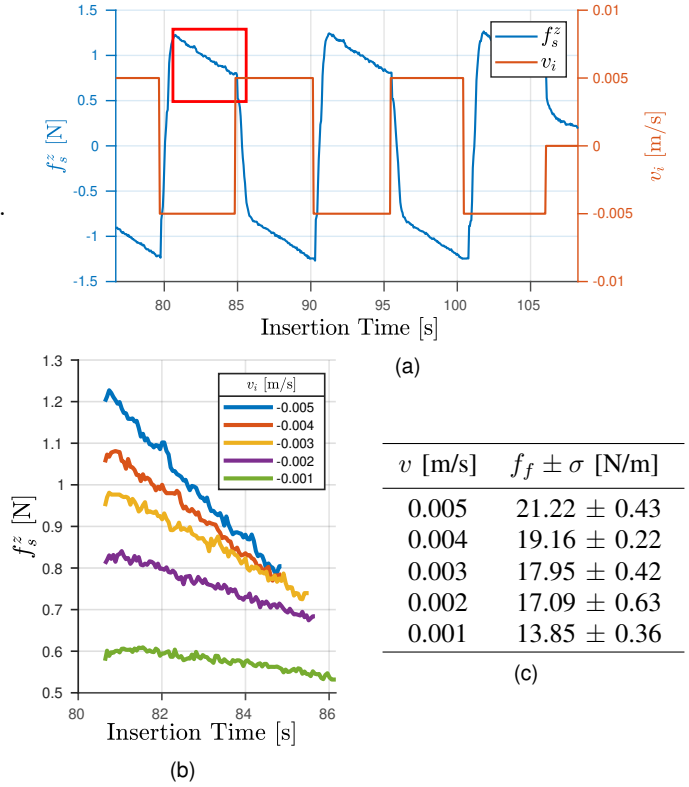 1.5
1
0.5
0
-0.5
-1
-1.5
f_s^z [N]
0.01
0.005
0
-0.005
-0.01
v_i [m/s]
f_s^z
v_i
80 85 90 95 100 105
Insertion Time [s]
(a)
.
1.3
1.2
1.1
1
0.9
0.8
0.7
0.6
0.5
f_s^z [N]
v_i [m/s]
-0.005
-0.004
-0.003
-0.002
-0.001
80 82 84 86
Insertion Time [s]
(b)
v [m/s] f_f ± σ [N/m]
0.005 21.22 ± 0.43
0.004 19.16 ± 0.22
0.003 17.95 ± 0.42
0.002 17.09 ± 0.63
0.001 13.85 ± 0.36
(c)